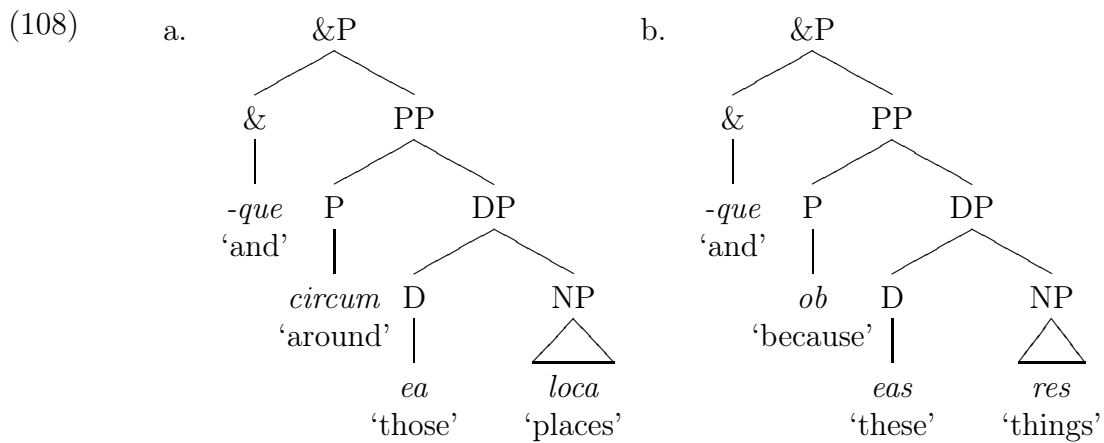 (108) a. &P b. &P
& PP & PP
-que P DP -que P DP
‘and’ ‘and’
circum D NP ob D NP
‘around’ ‘because’
ea loca eas res
‘those’ ‘places’ ‘these’ ‘things’